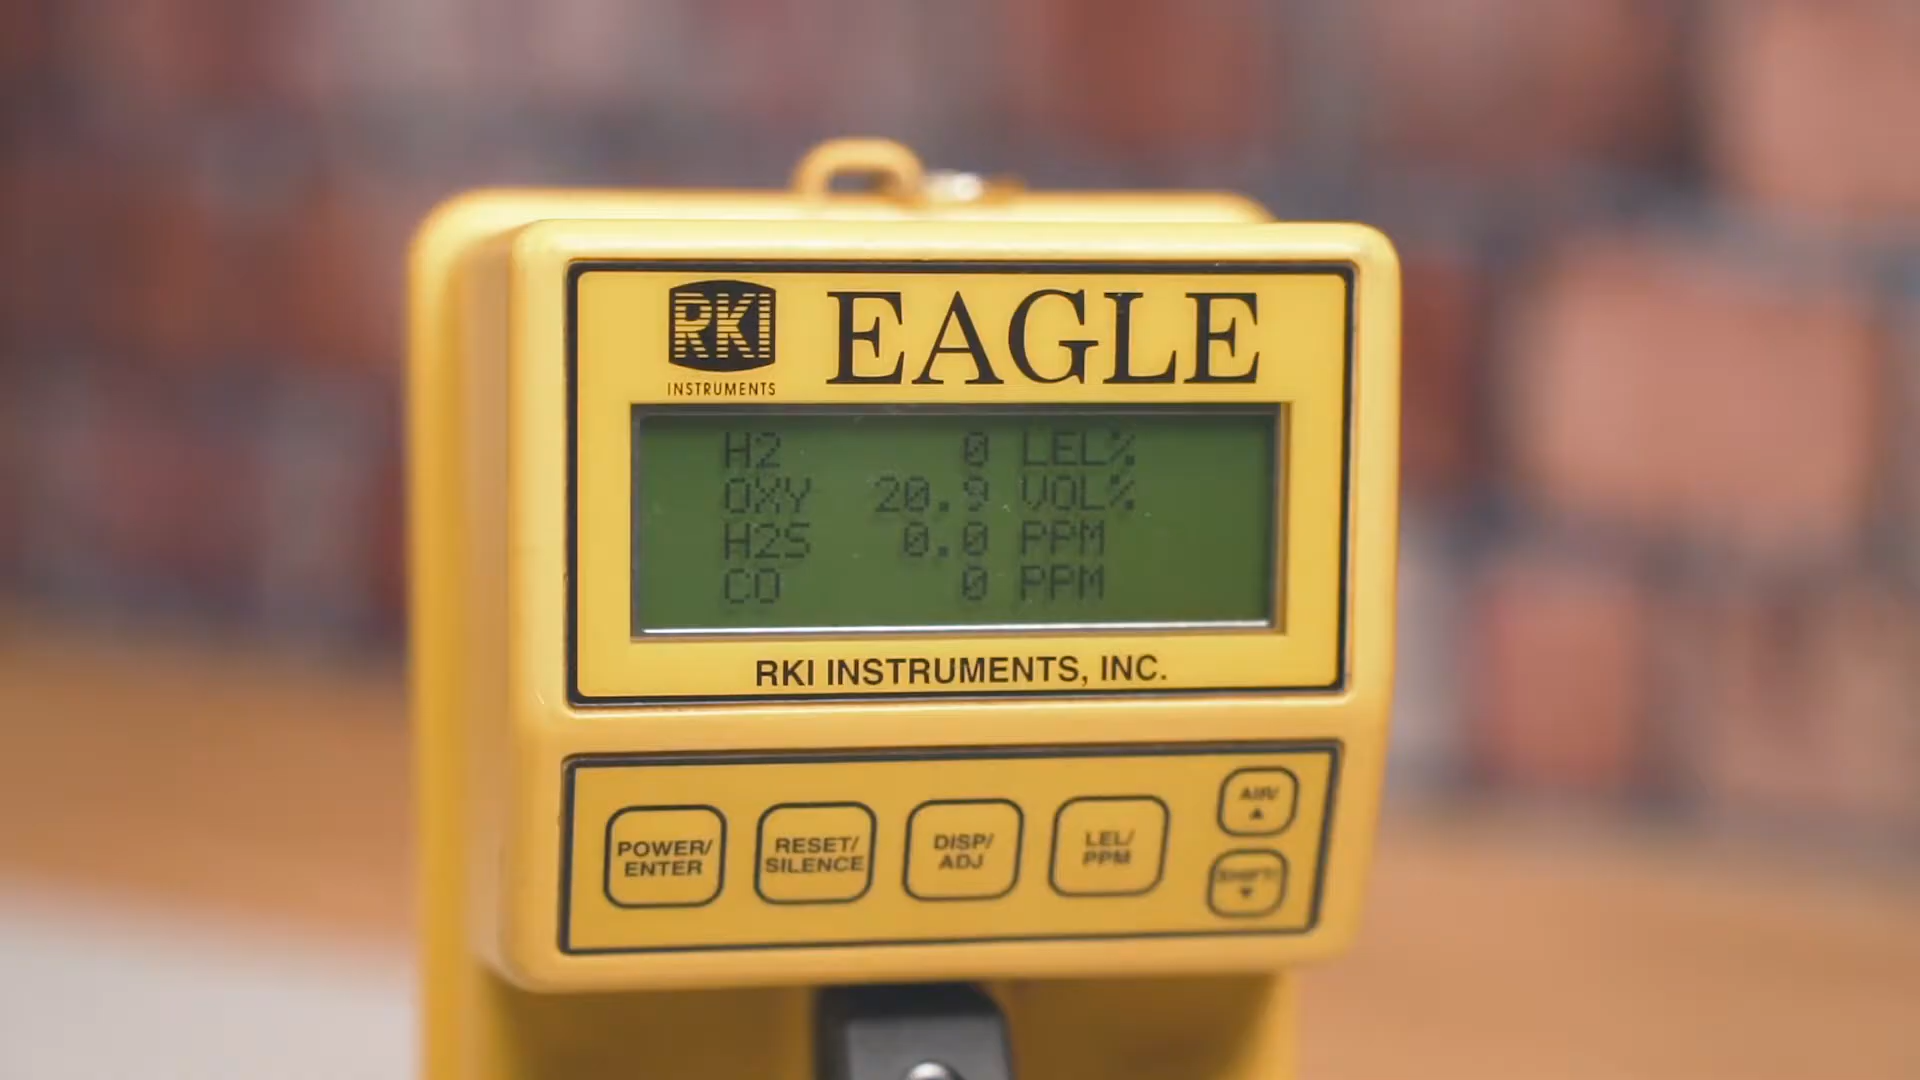 RKI
INSTRUMENTS
EAGLE
H2 0 LEL%
OXY 20.9 VOL%
H2S 0.0 PPM
CO 0 PPM
RKI INSTRUMENTS, INC.
POWER/
ENTER
RESET/
SILENCE
DISP/
ADJ
LEL/
PPM
AIR/
▲
SHIFT/
▼